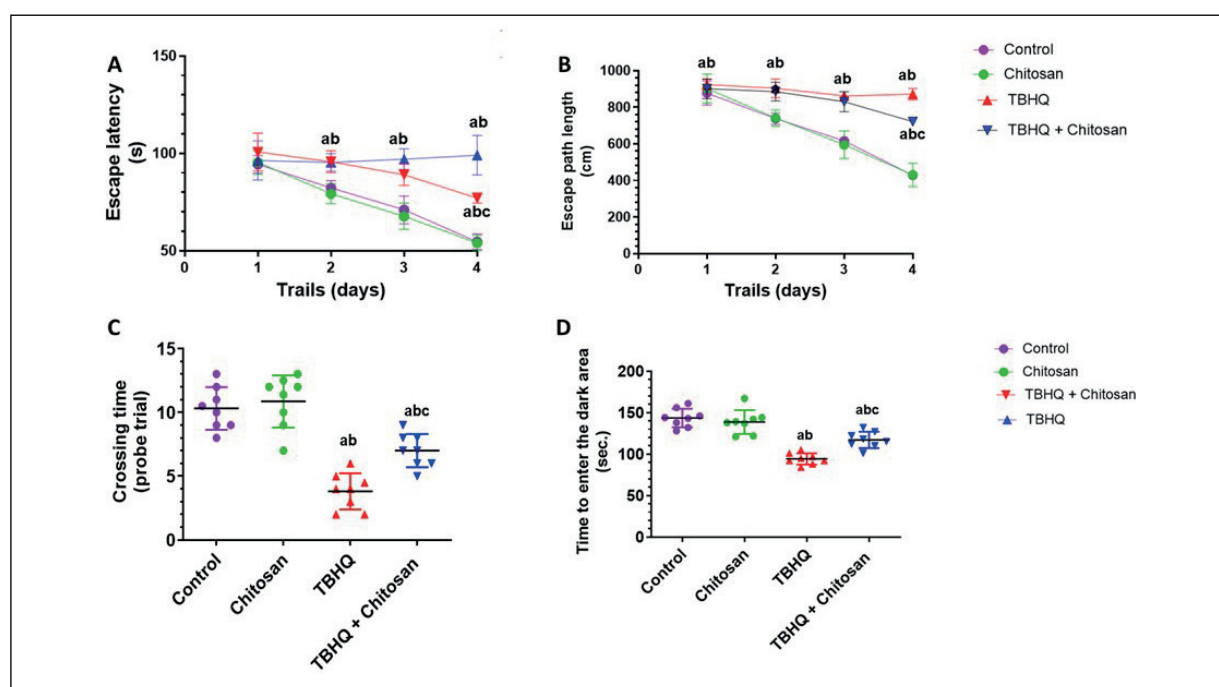 A
Escape latency
(s)
150
100
50
ab
ab
ab
abc
0
1
2
3
4
Trails (days)
B
Escape path length
(cm)
1000
800
600
400
200
0
ab
ab
ab
ab
abc
0
1
2
3
4
Trails (days)
Control
Chitosan
TBHQ
TBHQ + Chitosan
C
Crossing time
(probe trial)
15
10
5
0
ab
abc
Control
Chitosan
TBHQ
TBHQ + Chitosan
D
Time to enter the dark area
(sec.)
200
150
100
50
0
ab
abc
Control
Chitosan
TBHQ
TBHQ + Chitosan
Control
Chitosan
TBHQ + Chitosan
TBHQ